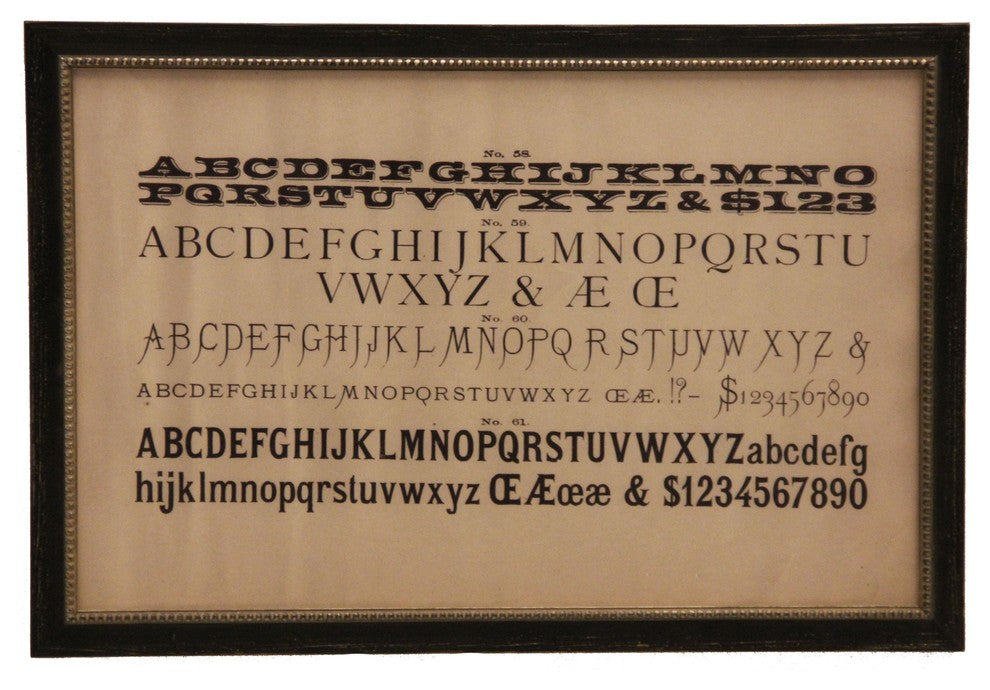 No. 58.
ABCDEFGHIJKLMNO
PQRSTUVWXYZ&$123
No. 59.
ABCDEFGHIJKLMNOPQRSTU
VWXYZ & Æ Œ
No. 60.
ABCDEFGHIJJKLMNOPQRSTUVWXYZ &
ABCDEFGHIJKLMNOPQRSTUVWXYZ ŒÆ. !?– $1234567890
No. 61.
ABCDEFGHIJKLMNOPQRSTUVWXYZabcdefg
hijklmnopqrstuvwxyz ŒÆœæ & $1234567890